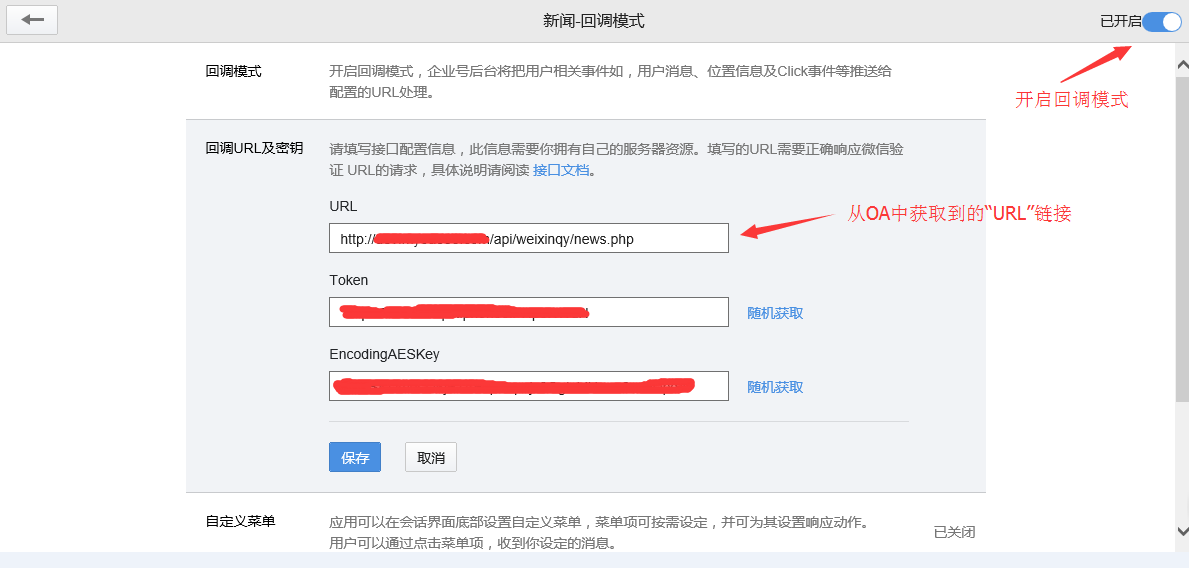 新闻-回调模式
已开启
开启回调模式
回调模式
开启回调模式，企业号后台将把用户相关事件如，用户消息、位置信息及Click事件等推送给
配置的URL处理。
回调URL及密钥
请填写接口配置信息，此信息需要你拥有自己的服务器资源。填写的URL需要正确响应微信验
证 URL的请求，具体说明请阅读 接口文档。
URL
从OA中获取到的“URL”链接
http:///api/weixinqy/news.php
Token
随机获取
EncodingAESKey
随机获取
保存
取消
自定义菜单
应用可以在会话界面底部设置自定义菜单，菜单项可按需设定，并可为其设置响应动作。
用户可以通过点击菜单项，收到你设定的消息。
已关闭